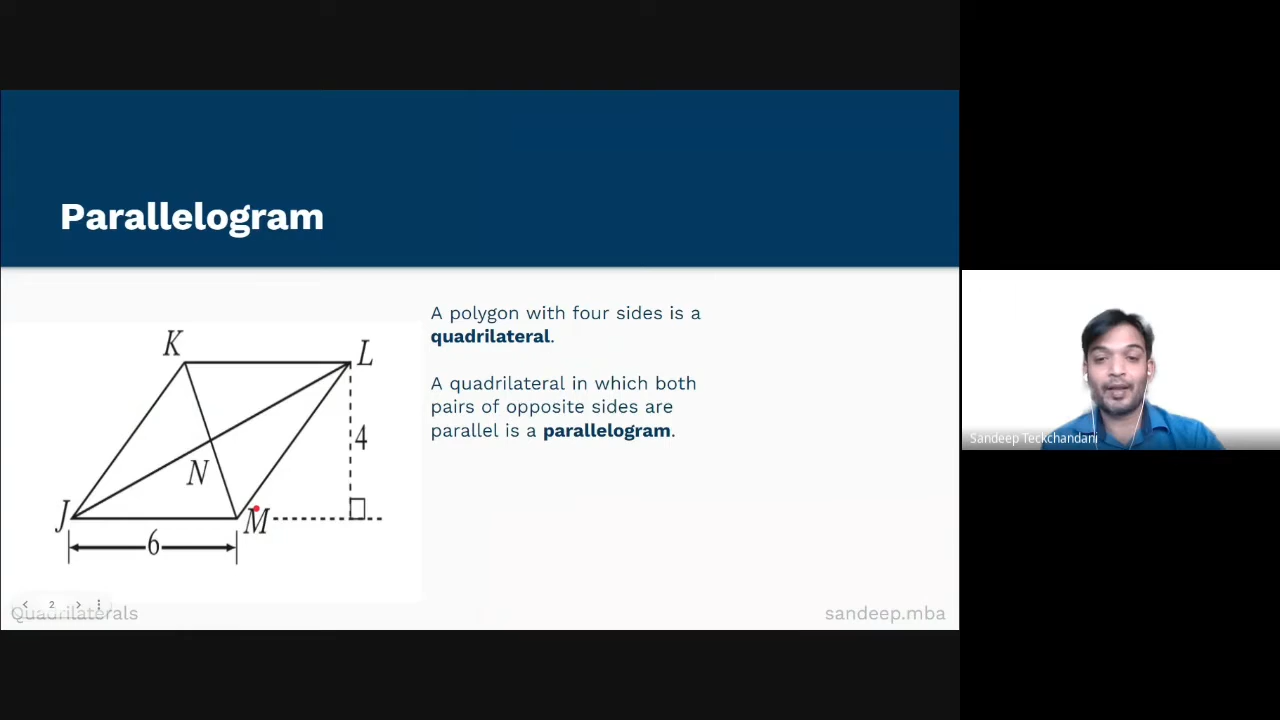 Parallelogram
A polygon with four sides is a
quadrilateral.
A quadrilateral in which both
pairs of opposite sides are
parallel is a parallelogram.
K
L
4
N
J
M
6
2
Quadrilaterals
sandeep.mba
Sandeep Teckchandani